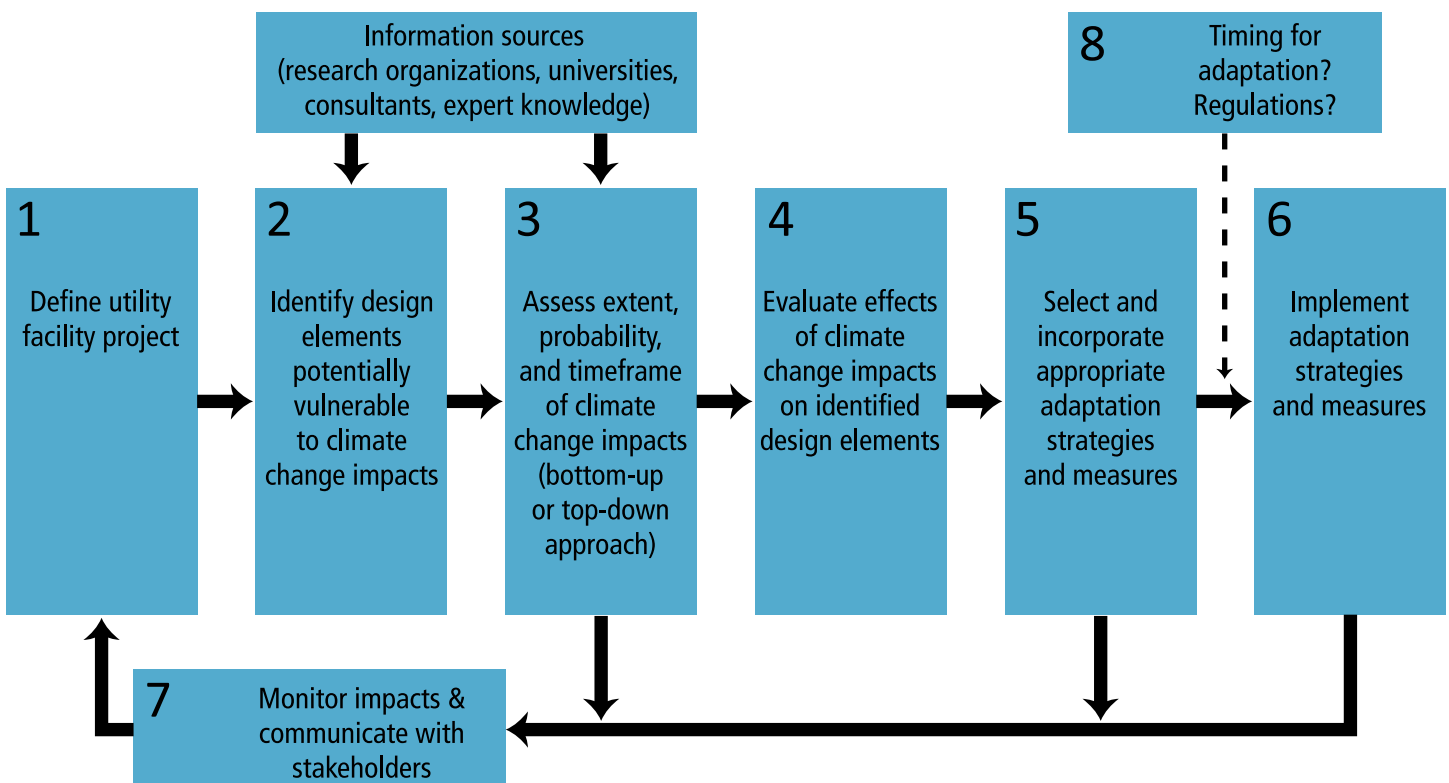 Information sources
(research organizations, universities,
consultants, expert knowledge)
8
Timing for
adaptation?
Regulations?
1
Define utility
facility project
2
Identify design
elements
potentially
vulnerable
to climate
change impacts
3
Assess extent,
probability,
and timeframe
of climate
change impacts
(bottom-up
or top-down
approach)
4
Evaluate effects
of climate
change impacts
on identified
design elements
5
Select and
incorporate
appropriate
adaptation
strategies
and measures
6
Implement
adaptation
strategies
and measures
7
Monitor impacts &
communicate with
stakeholders